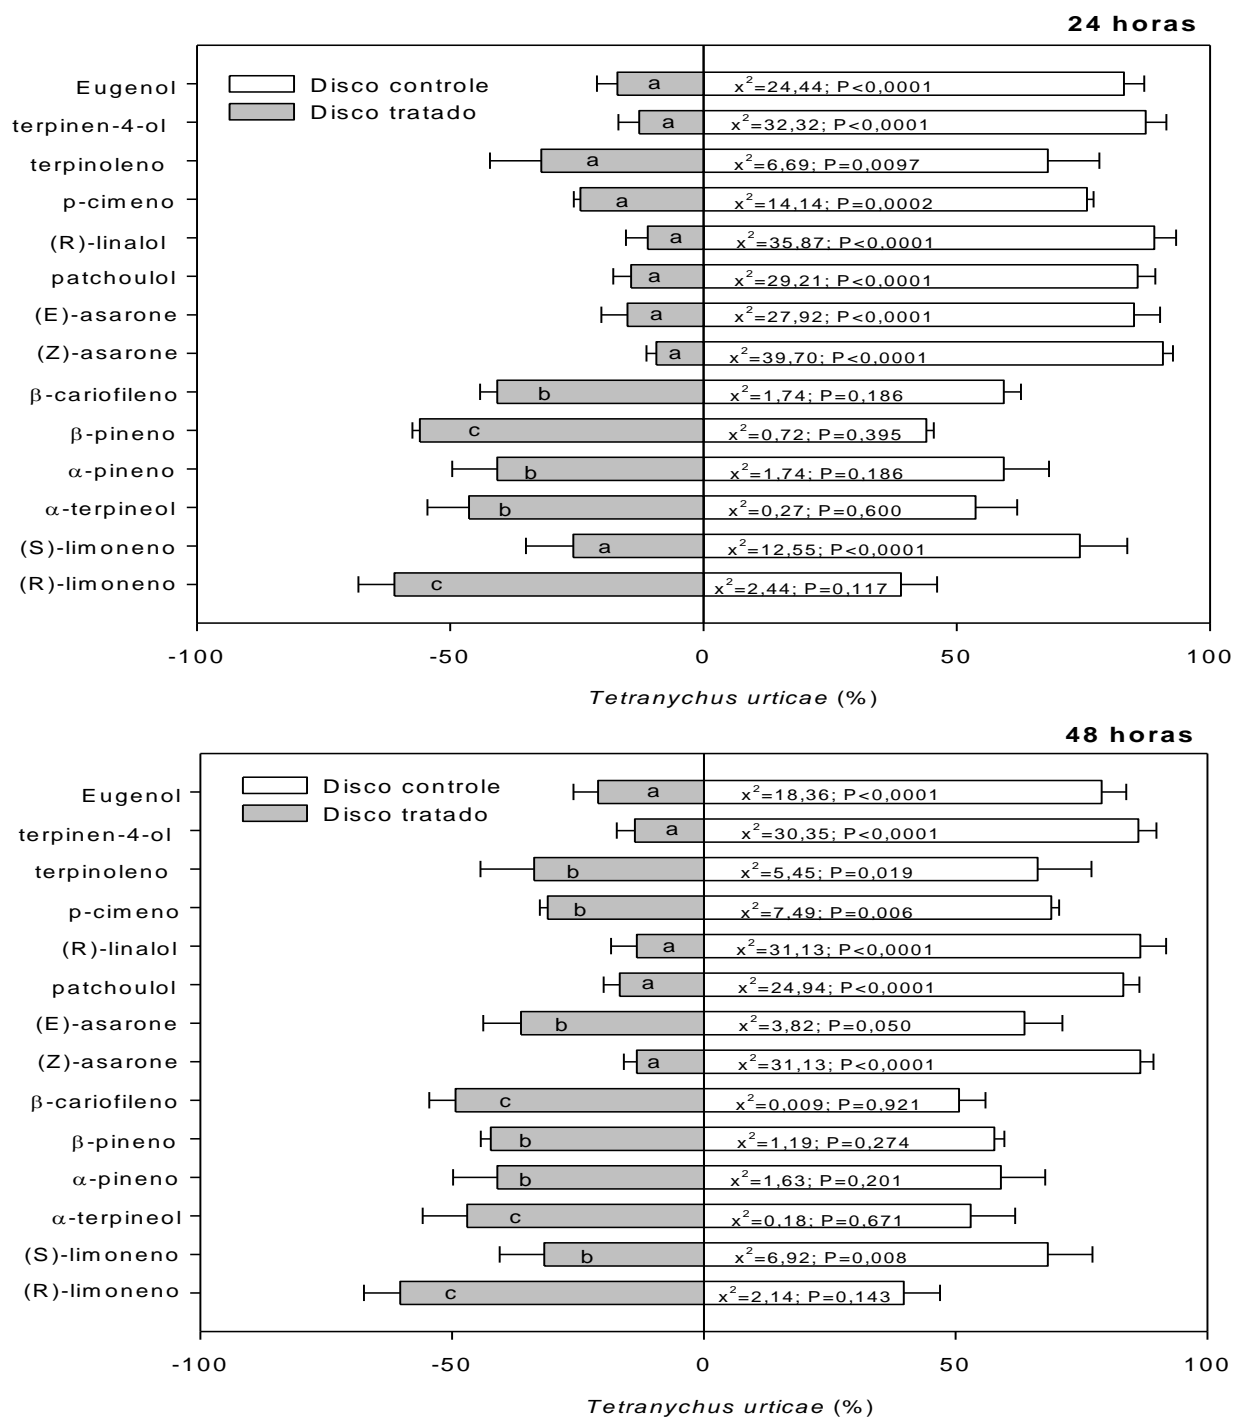 24 horas
Disco controle
Disco tratado
Eugenol a x²=24,44; P<0,0001
terpinen-4-ol a x²=32,32; P<0,0001
terpinoleno a x²=6,69; P=0,0097
p-cimeno a x²=14,14; P=0,0002
(R)-linalol a x²=35,87; P<0,0001
patchoulol a x²=29,21; P<0,0001
(E)-asarone a x²=27,92; P<0,0001
(Z)-asarone a x²=39,70; P<0,0001
β-cariofileno b x²=1,74; P=0,186
β-pineno c x²=0,72; P=0,395
α-pineno b x²=1,74; P=0,186
α-terpineol b x²=0,27; P=0,600
(S)-limoneno a x²=12,55; P<0,0001
(R)-limoneno c x²=2,44; P=0,117
-100 -50 0 50 100
Tetranychus urticae (%)
48 horas
Disco controle
Disco tratado
Eugenol a x²=18,36; P<0,0001
terpinen-4-ol a x²=30,35; P<0,0001
terpinoleno b x²=5,45; P=0,019
p-cimeno b x²=7,49; P=0,006
(R)-linalol a x²=31,13; P<0,0001
patchoulol a x²=24,94; P<0,0001
(E)-asarone b x²=3,82; P=0,050
(Z)-asarone a x²=31,13; P<0,0001
β-cariofileno c x²=0,009; P=0,921
β-pineno b x²=1,19; P=0,274
α-pineno b x²=1,63; P=0,201
α-terpineol c x²=0,18; P=0,671
(S)-limoneno b x²=6,92; P=0,008
(R)-limoneno c x²=2,14; P=0,143
-100 -50 0 50 100
Tetranychus urticae (%)